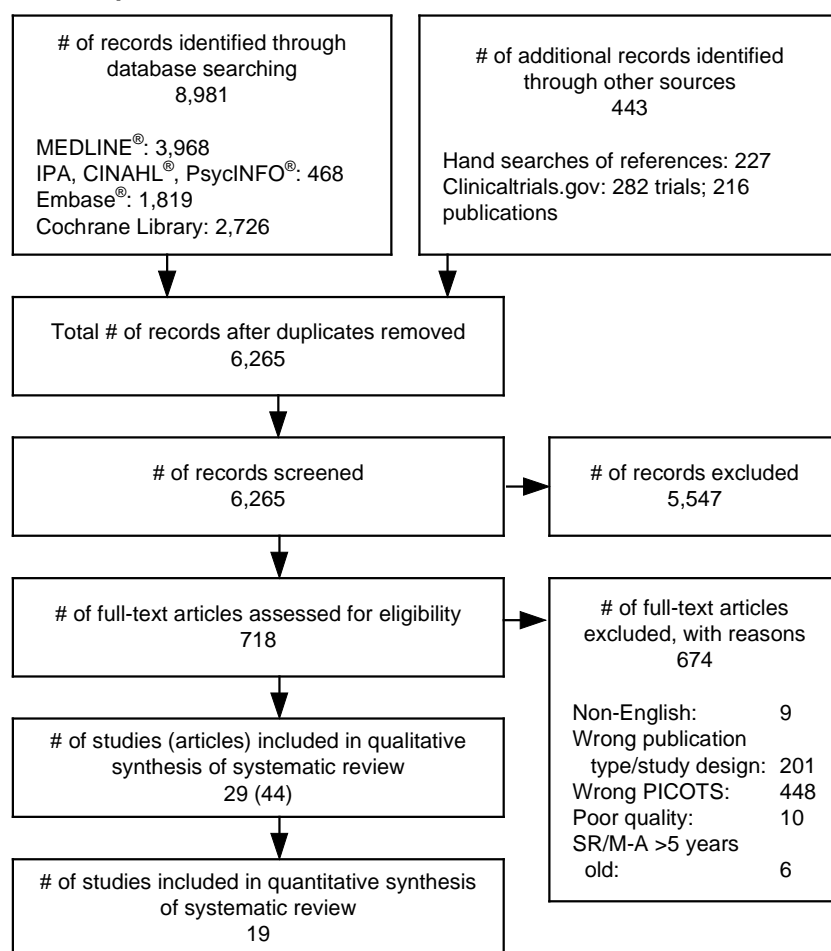 # of records identified through
database searching
8,981
MEDLINE®: 3,968
IPA, CINAHL®, PsycINFO®: 468
Embase®: 1,819
Cochrane Library: 2,726
# of additional records identified
through other sources
443
Hand searches of references: 227
Clinicaltrials.gov: 282 trials; 216
publications
Total # of records after duplicates removed
6,265
# of records screened
6,265
# of records excluded
5,547
# of full-text articles assessed for eligibility
718
# of full-text articles
excluded, with reasons
674
Non-English: 9
Wrong publication
type/study design: 201
Wrong PICOTS: 448
Poor quality: 10
SR/M-A >5 years
old: 6
# of studies (articles) included in qualitative
synthesis of systematic review
29 (44)
# of studies included in quantitative synthesis
of systematic review
19